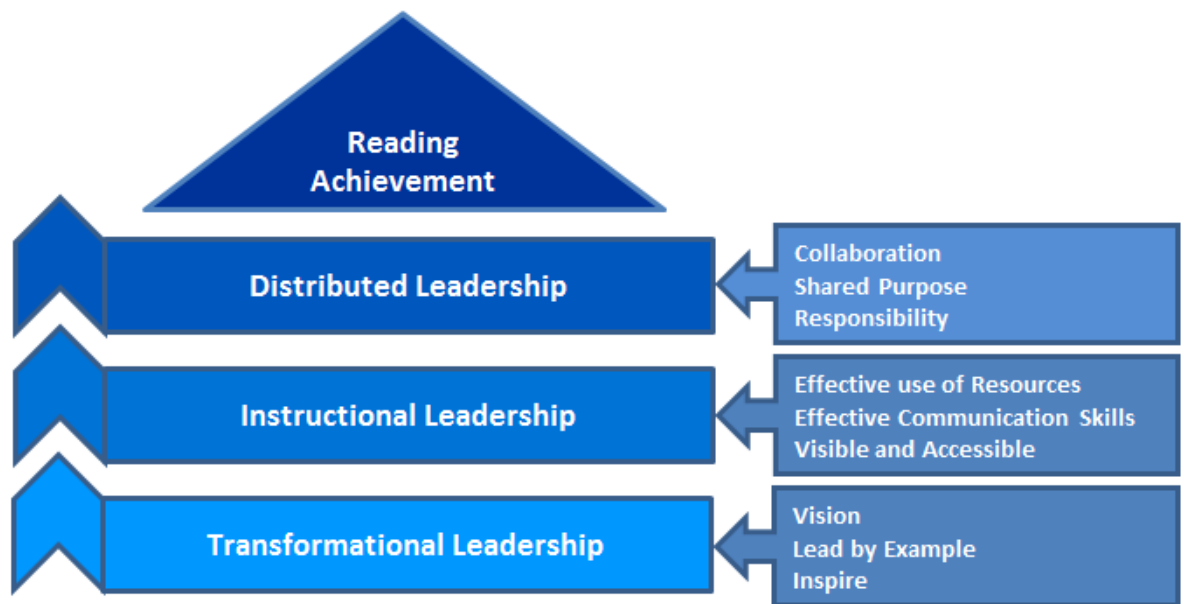 Reading
Achievement
Distributed Leadership
Collaboration
Shared Purpose
Responsibility
Instructional Leadership
Effective use of Resources
Effective Communication Skills
Visible and Accessible
Transformational Leadership
Vision
Lead by Example
Inspire